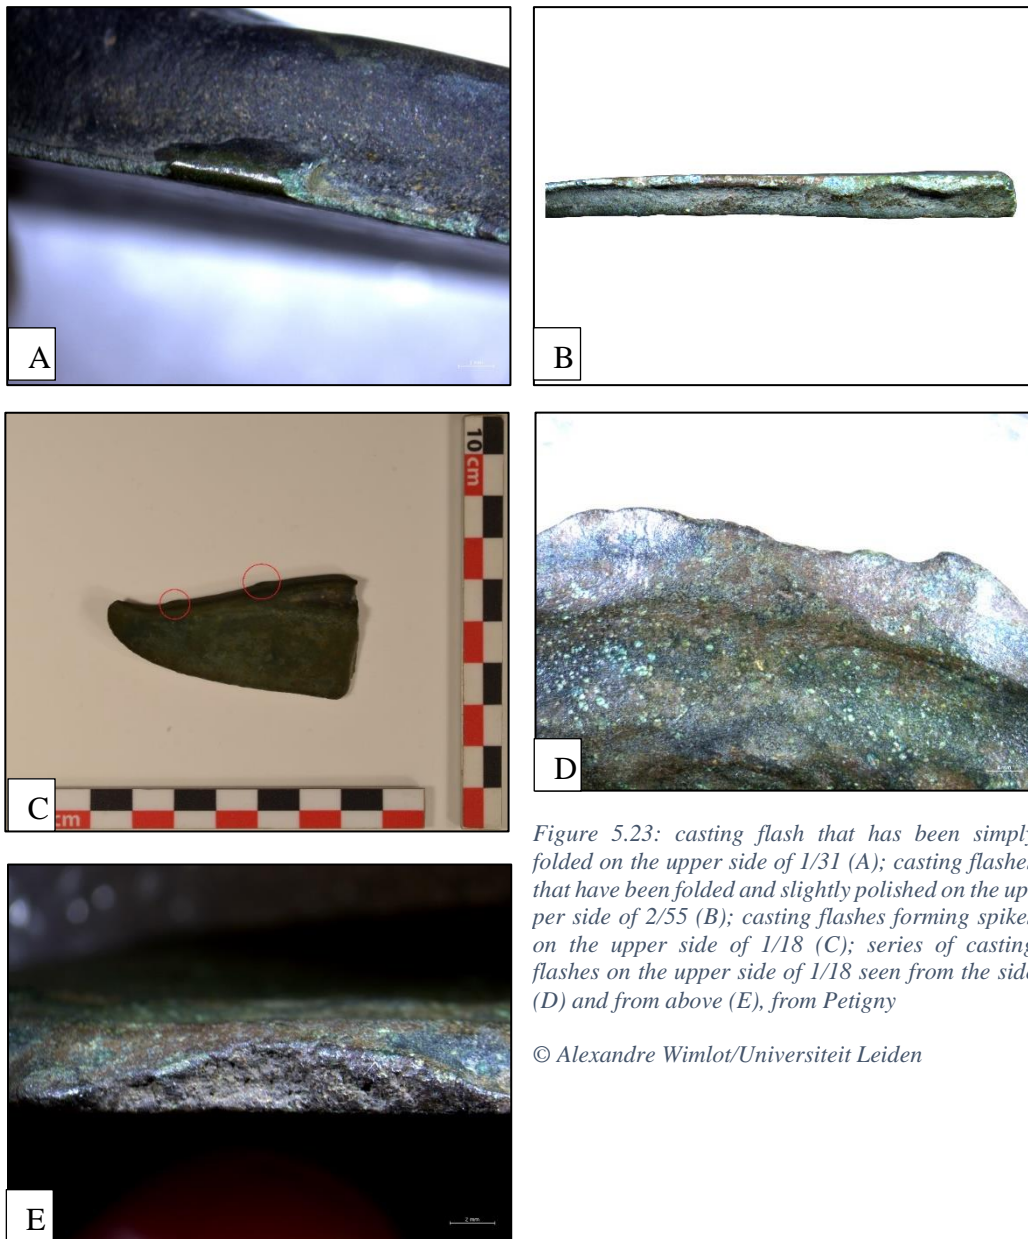 A
1 mm
B
10
cm
C
cm
D
Figure 5.23: casting flash that has been simply
folded on the upper side of 1/31 (A); casting flashes
that have been folded and slightly polished on the up-
per side of 2/55 (B); casting flashes forming spikes
on the upper side of 1/18 (C); series of casting
flashes on the upper side of 1/18 seen from the side
(D) and from above (E), from Petigny
© Alexandre Wimlot/Universiteit Leiden
E
2 mm